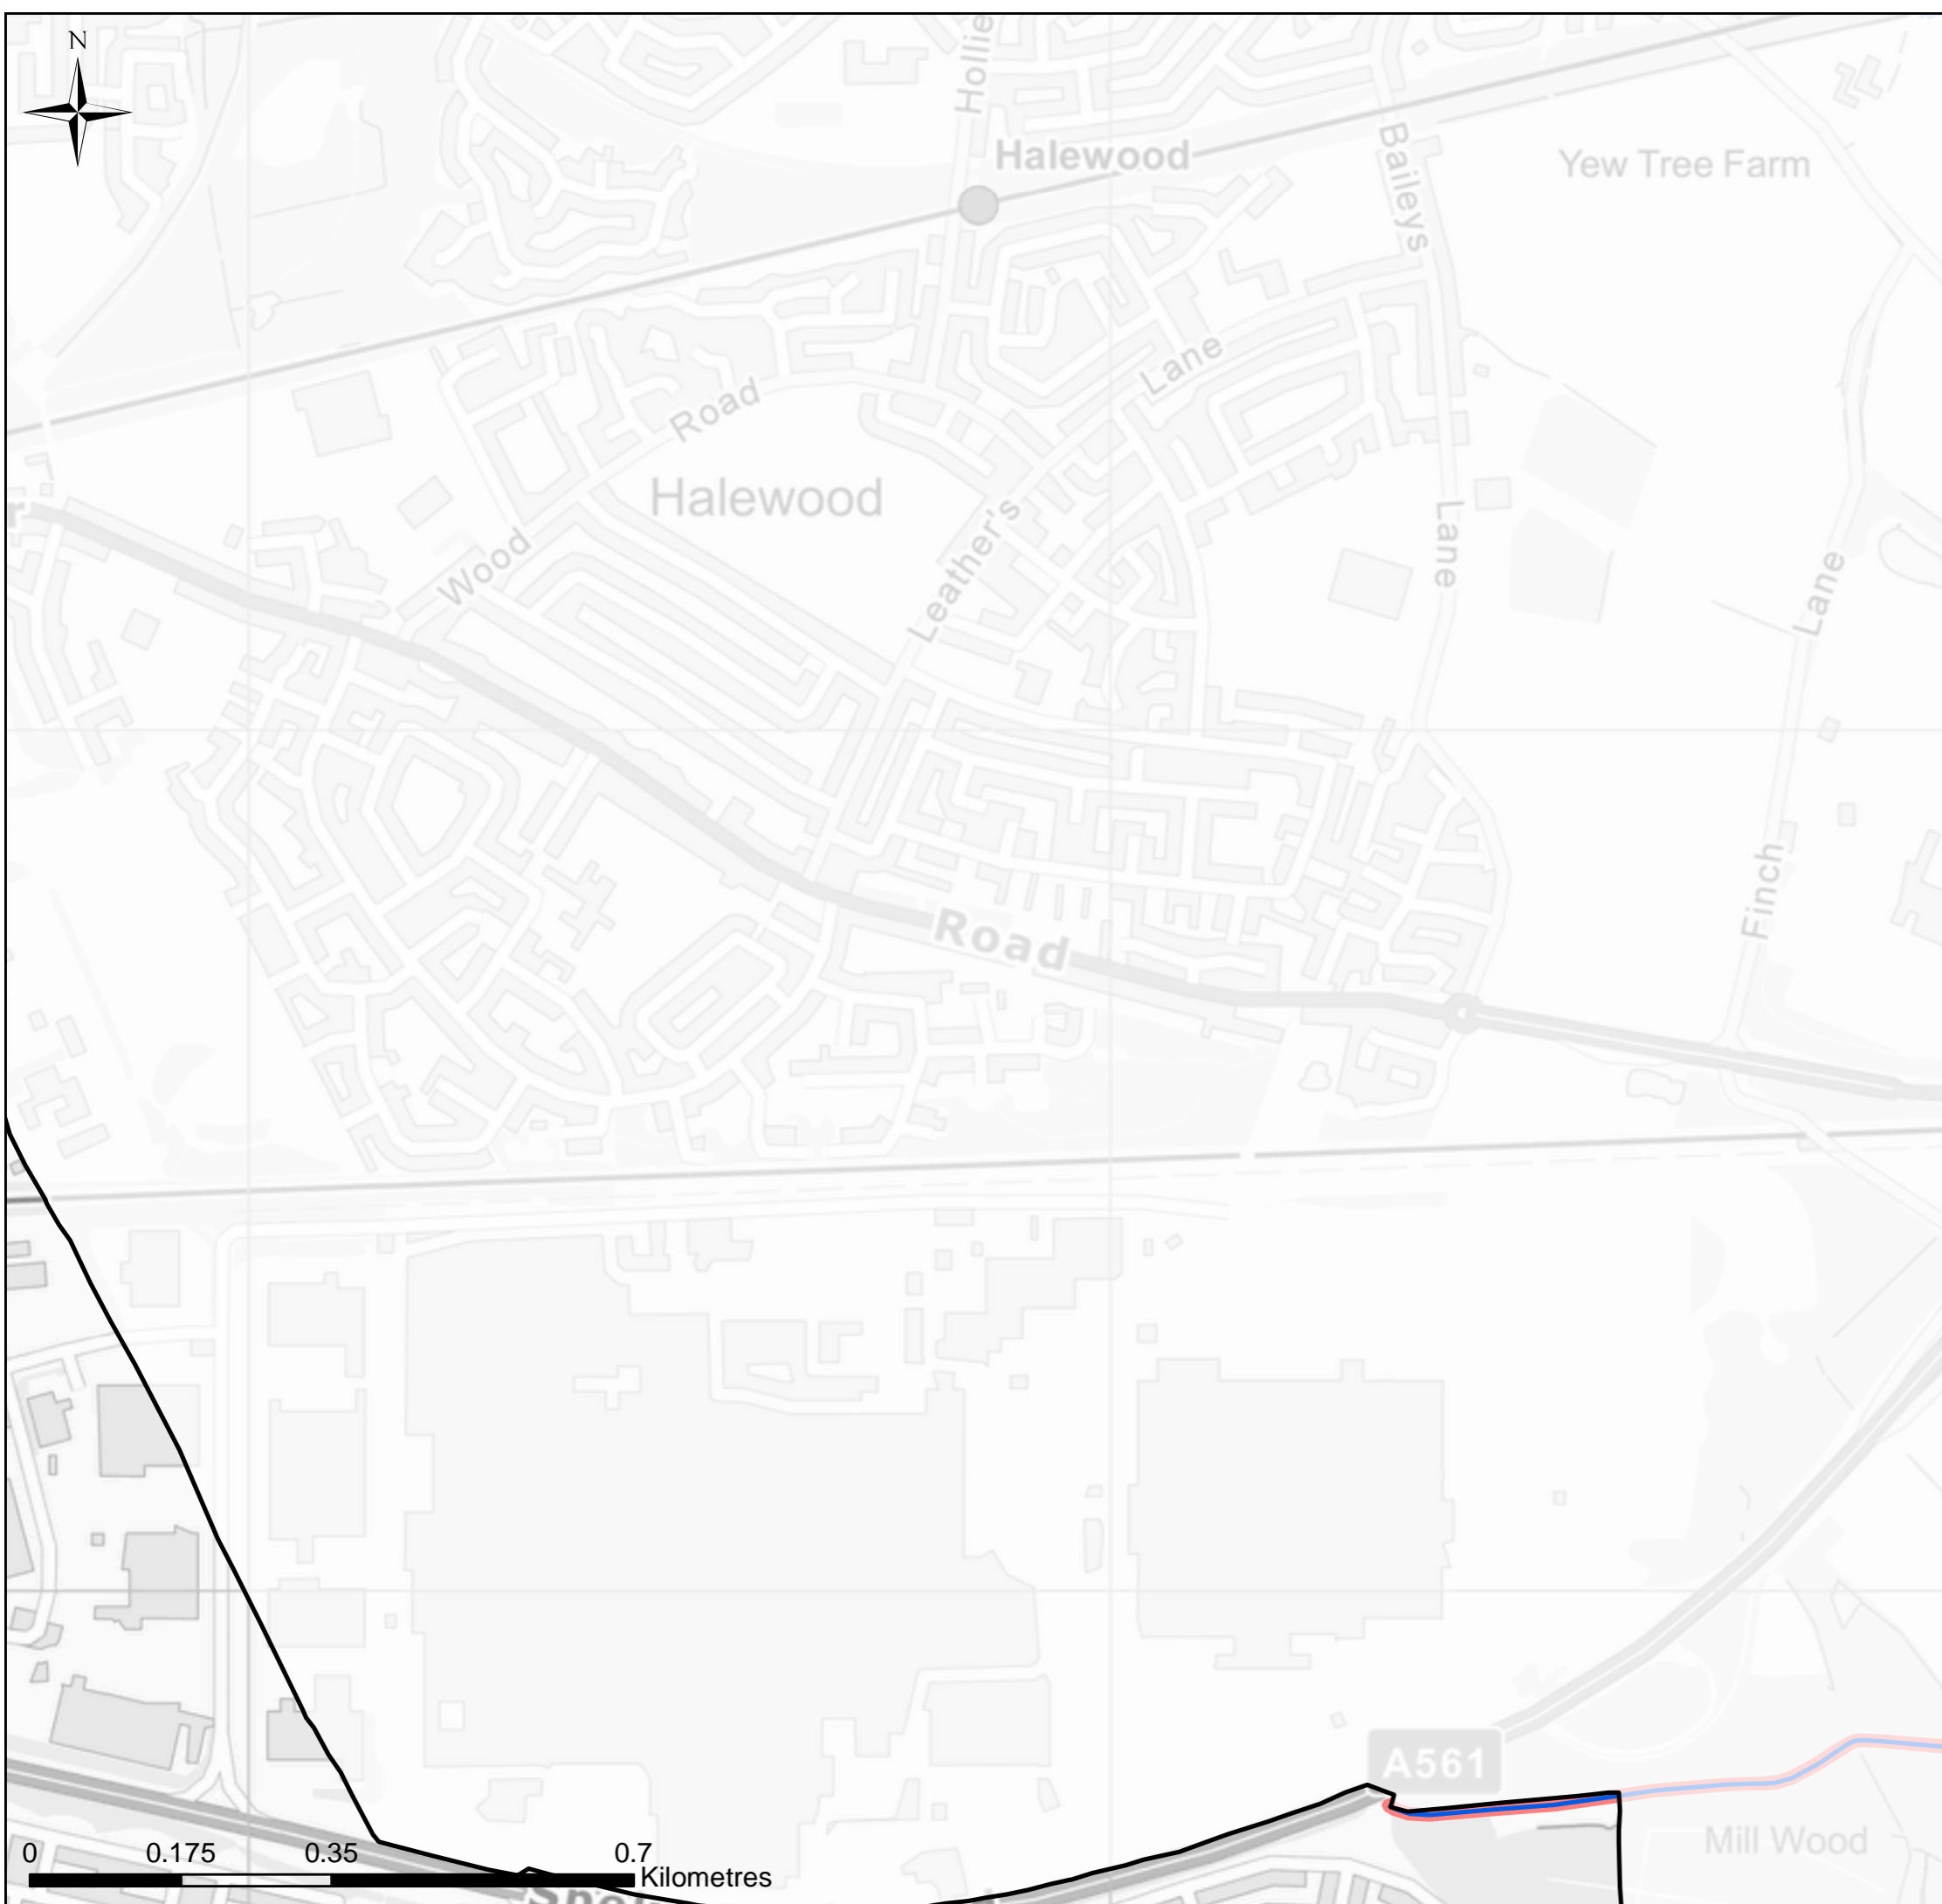 N
Hollie
Halewood
Baileys
Yew Tree Farm
Lane
Road
Halewood
Wood
Leather's
Lane
Lane
Finch
Road
A561
Mill Wood
0 0.175 0.35 0.7
Kilometres